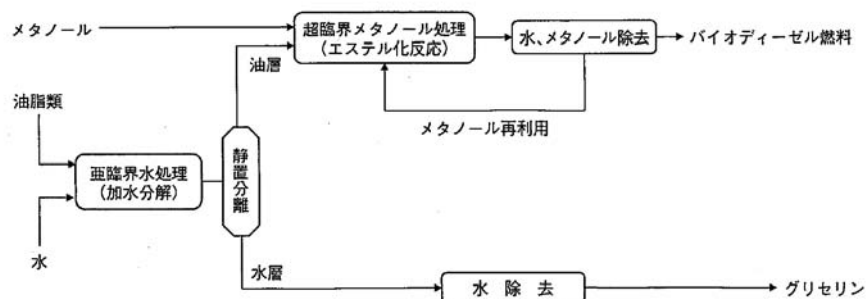 メタノール
超臨界メタノール処理
(エステル化反応)
水、メタノール除去
バイオディーゼル燃料
油層
メタノール再利用
油脂類
亜臨界水処理
(加水分解)
静置分離
水
水層
水除去
グリセリン